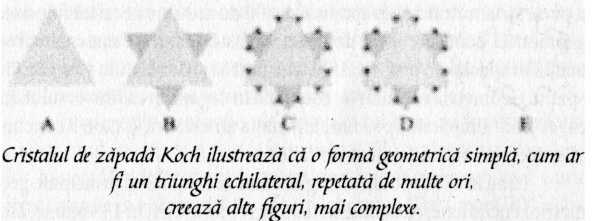 A B C D E
Cristalul de zăpadă Koch ilustrează că o formă geometrică simplă, cum ar
fi un triunghi echilateral, repetată de multe ori,
creează alte figuri, mai complexe.